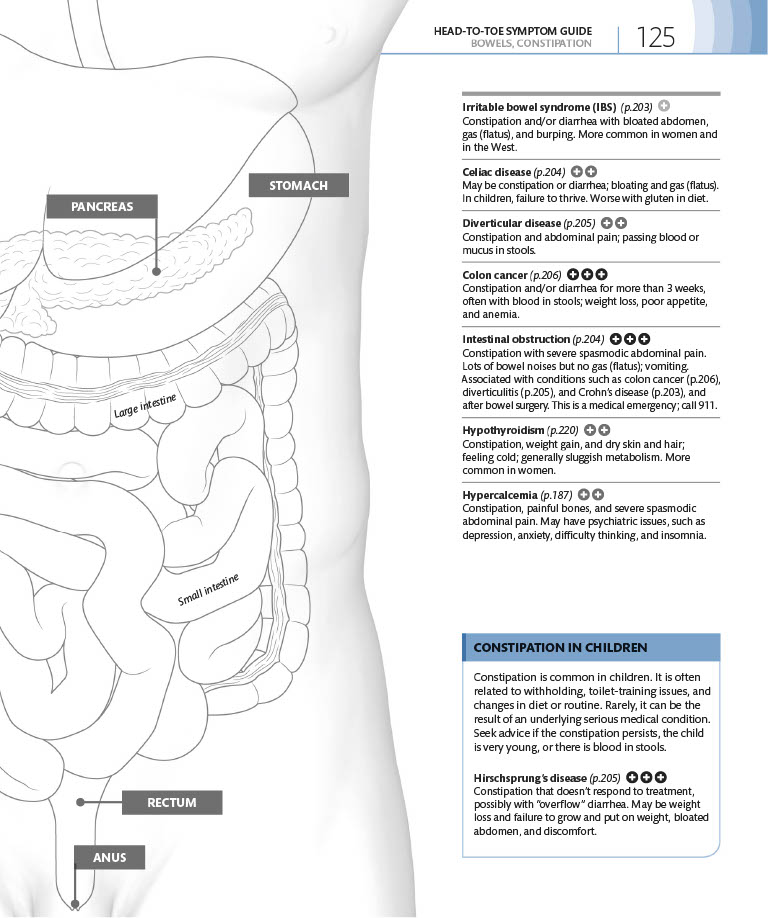 HEAD-TO-TOE SYMPTOM GUIDE
BOWELS, CONSTIPATION
125
STOMACH
PANCREAS
Large intestine
Small intestine
RECTUM
ANUS
Irritable bowel syndrome (IBS) (p.203)
Constipation and/or diarrhea with bloated abdomen,
gas (flatus), and burping. More common in women and
in the West.
Celiac disease (p.204)
May be constipation or diarrhea; bloating and gas (flatus).
In children, failure to thrive. Worse with gluten in diet.
Diverticular disease (p.205)
Constipation and abdominal pain; passing blood or
mucus in stools.
Colon cancer (p.206)
Constipation and/or diarrhea for more than 3 weeks,
often with blood in stools; weight loss, poor appetite,
and anemia.
Intestinal obstruction (p.204)
Constipation with severe spasmodic abdominal pain.
Lots of bowel noises but no gas (flatus); vomiting.
Associated with conditions such as colon cancer (p.206),
diverticulitis (p.205), and Crohn's disease (p.203), and
after bowel surgery. This is a medical emergency; call 911.
Hypothyroidism (p.220)
Constipation, weight gain, and dry skin and hair;
feeling cold; generally sluggish metabolism. More
common in women.
Hypercalcemia (p.187)
Constipation, painful bones, and severe spasmodic
abdominal pain. May have psychiatric issues, such as
depression, anxiety, difficulty thinking, and insomnia.
CONSTIPATION IN CHILDREN
Constipation is common in children. It is often
related to withholding, toilet-training issues, and
changes in diet or routine. Rarely, it can be the
result of an underlying serious medical condition.
Seek advice if the constipation persists, the child
is very young, or there is blood in stools.
Hirschsprung's disease (p.205)
Constipation that doesn't respond to treatment,
possibly with "overflow" diarrhea. May be weight
loss and failure to grow and put on weight, bloated
abdomen, and discomfort.